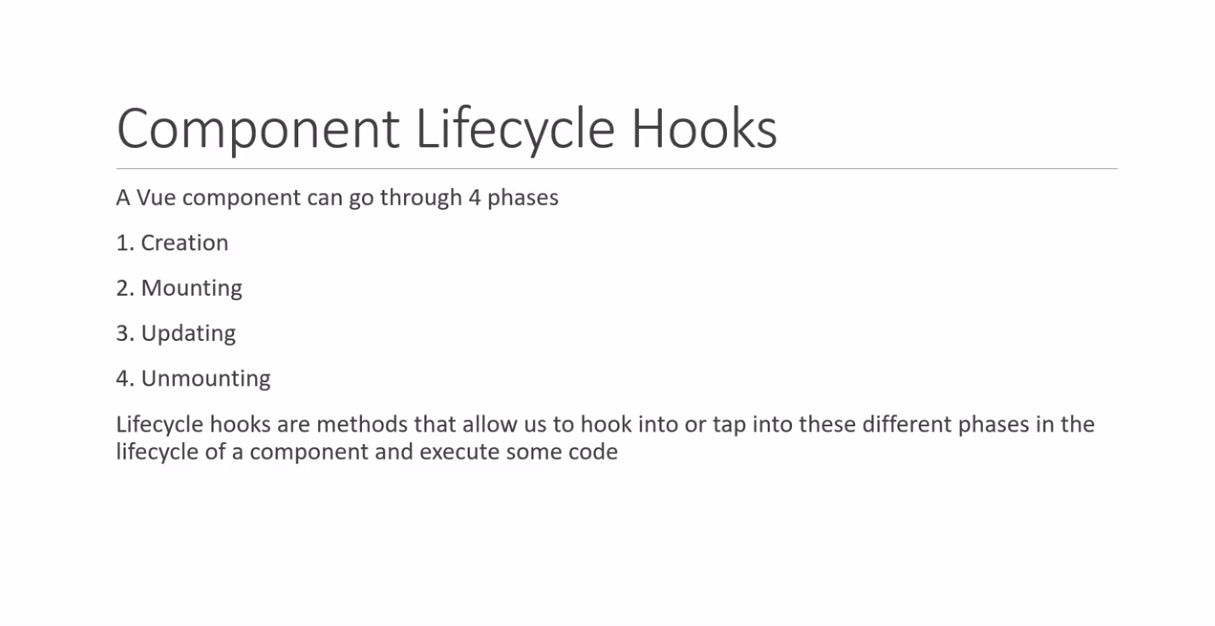 Component Lifecycle Hooks
A Vue component can go through 4 phases
1. Creation
2. Mounting
3. Updating
4. Unmounting
Lifecycle hooks are methods that allow us to hook into or tap into these different phases in the
lifecycle of a component and execute some code